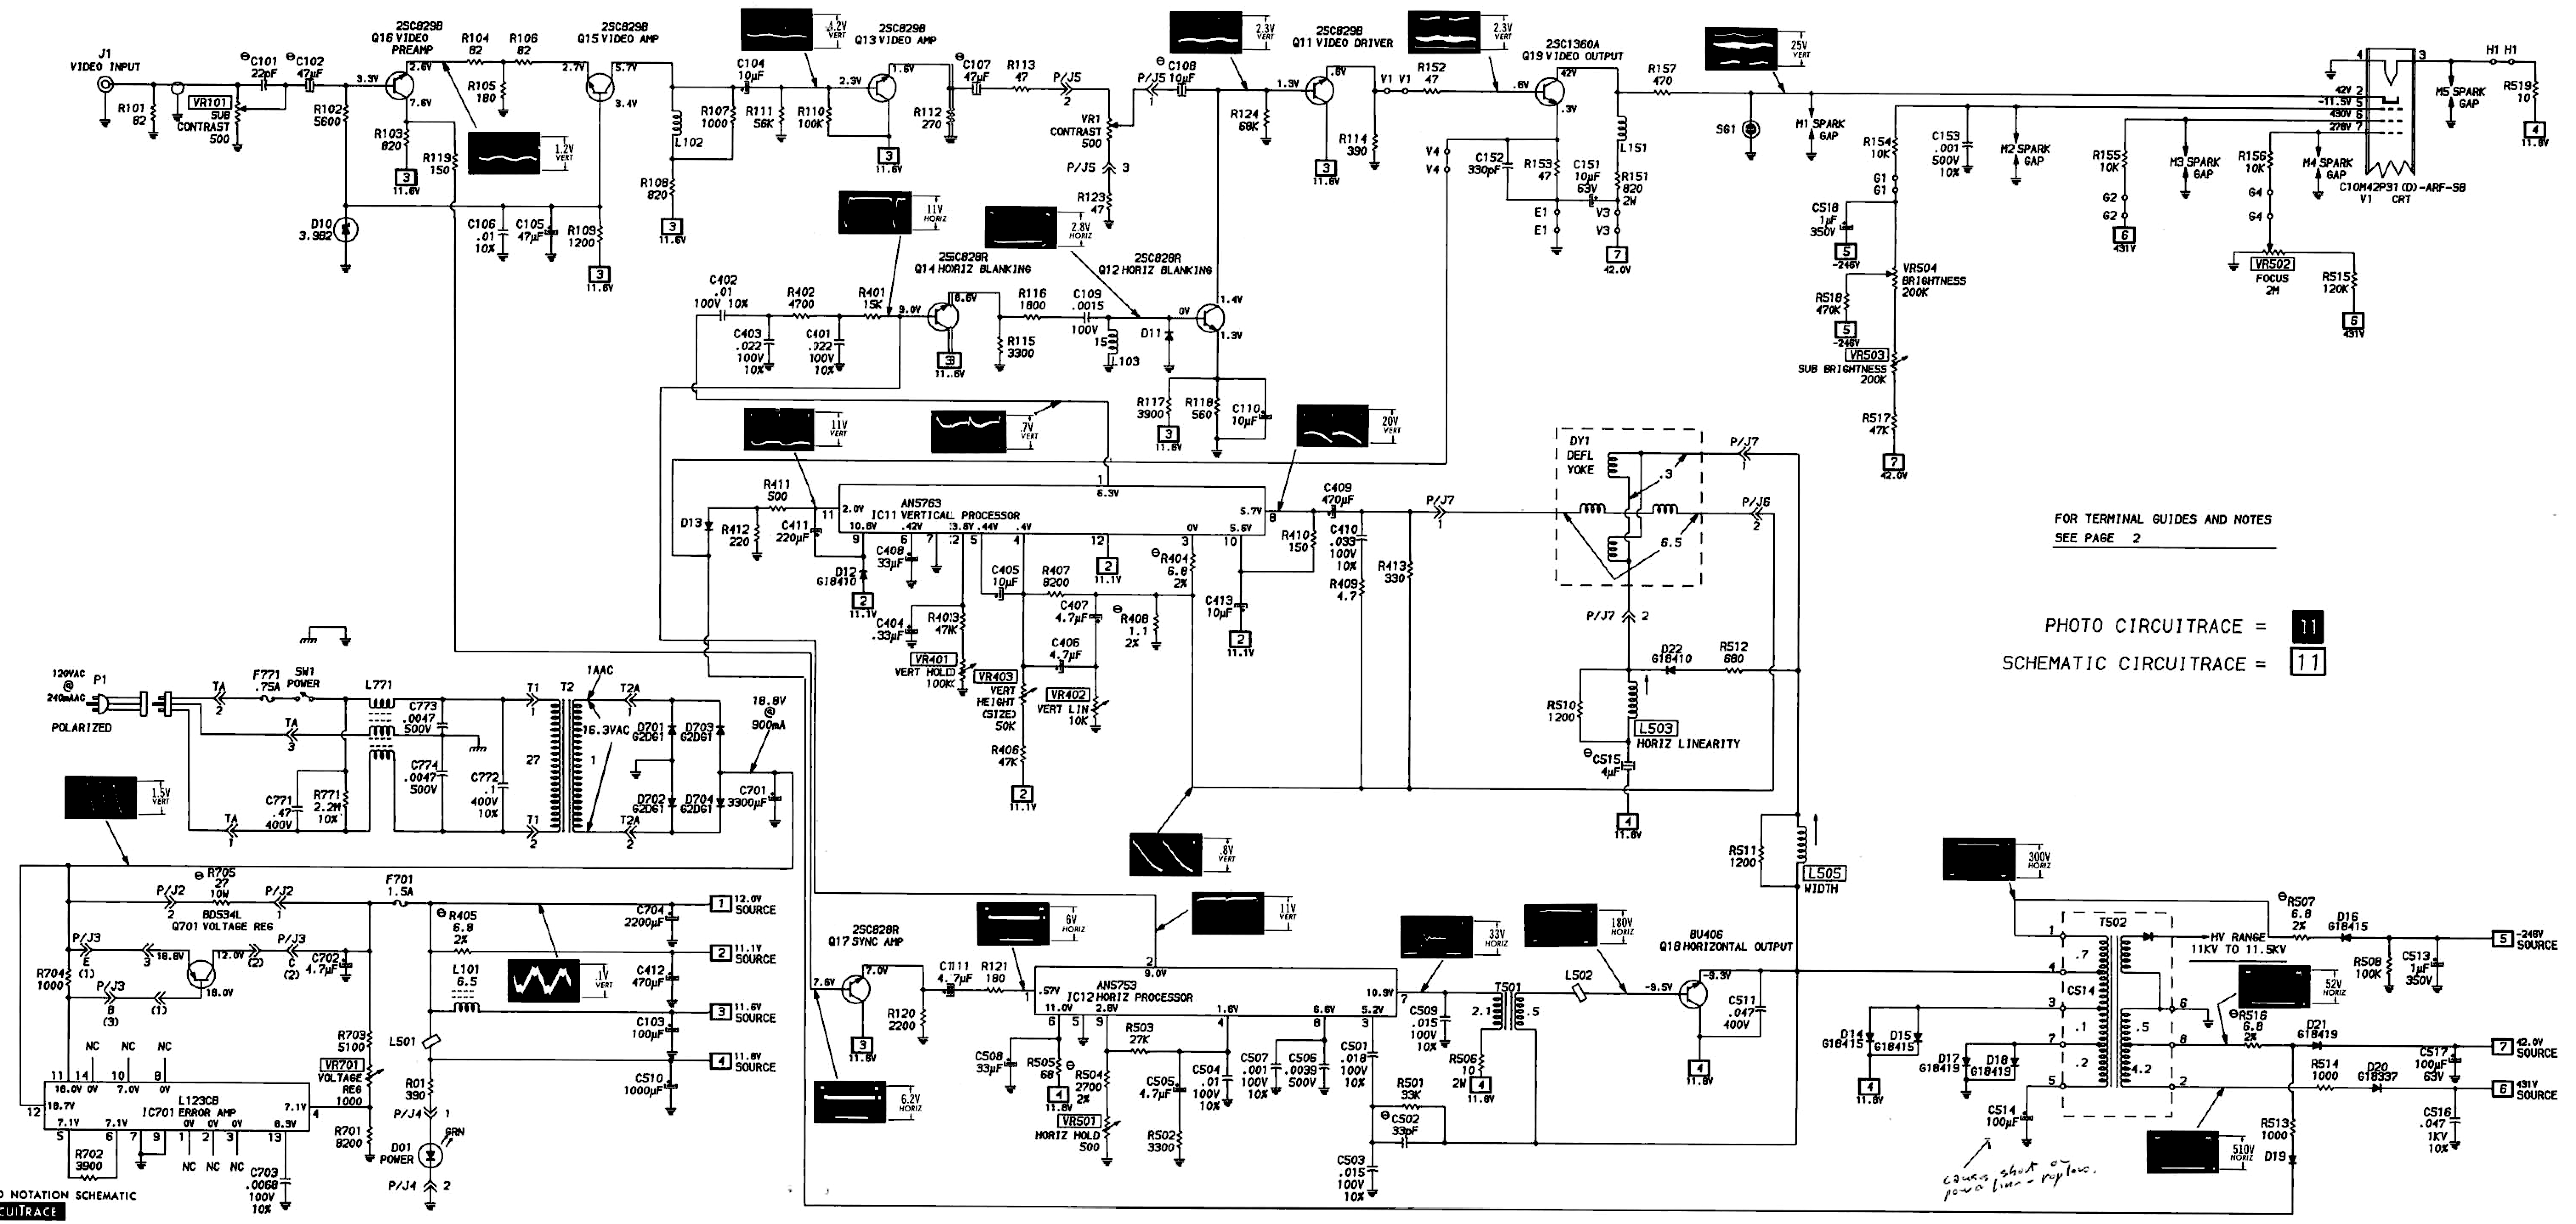 J1
VIDEO INPUT
R101
82
VR101
SUB
CONTRAST
500
⊖C101
22pF
⊖C102
47µF
R102
5600
3.3V
2SC829B
Q16 VIDEO
PREAMP
2.6V
7.6V
R103
820
3
11.6V
R119
150
R104
82
R105
180
R106
82
1.2V
VERT
D10
3.9B2
C106
.01
10%
C105
47µF
2SC829B
Q15 VIDEO AMP
2.7V
5.7V
3.4V
R109
1200
3
11.6V
L102
R107
1000
R108
820
3
11.6V
C104
10µF
R111
56K
R110
100K
VERT
2SC829B
Q13 VIDEO AMP
2.3V
1.6V
3
11.6V
R112
270
⊖
C107
47µF
R113
47
P/J5
2
VR1
CONTRAST
500
P/J5
3
R123
47
P/J5
1
⊖
C108
10µF
2.3V
VERT
R124
68K
2SC829B
Q11 VIDEO DRIVER
1.3V
.6V
3
11.6V
R114
390
V1 V1
R152
47
2.3V
VERT
2SC1360A
Q19 VIDEO OUTPUT
.6V
42V
.3V
V4
V4
C152
330pF
R153
47
C151
10µF
63V
L151
R151
820
2W
E1
E1
V3
V3
7
42.0V
R157
470
25V
VERT
SG1
M1 SPARK
GAP
R154
10K
C153
.001
500V
10%
M2 SPARK
GAP
G1
G1
R155
10K
M3 SPARK
GAP
G2
G2
6
431V
R156
10K
M4 SPARK
GAP
G4
G4
VR502
FOCUS
2M
R515
120K
6
431V
4
3
42V 2
-11.5V 5
430V 6
278V 7
C10M42P31(D)-ARF-SB
V1 CRT
M5 SPARK
GAP
H1 H1
R519
10
4
11.8V
C518
1µF
350V
5
-246V
R518
470K
5
-246V
VR504
BRIGHTNESS
200K
VR503
SUB BRIGHTNESS
200K
R517
47K
7
42.0V
C402
.01
100V 10%
C403
.022
100V
10%
R402
4700
C401
.022
100V
10%
R401
15K
11V
HORIZ
2SC828R
Q14 HORIZ BLANKING
9.0V
8.6V
R115
3300
R116
1800
C109
.0015
100V
15
L103
D11
2.8V
HORIZ
2SC828R
Q12 HORIZ BLANKING
0V
1.4V
1.3V
R117
3900
3
11.6V
R118
560
C110
10µF
11V
VERT
.7V
VERT
20V
VERT
D13
R412
220
R411
500
C411
220µF
AN5763
IC11 VERTICAL PROCESSOR
1
6.3V
11
2.0V
10.6V
9
.42V
6
7
5
.44V
.4V
4
12
0V
3
5.6V
10
5.7V
8
D12
G18410
2
11.1V
C408
33µF
C404
.33µF
R403
47K
VR401
VERT HOLD
100K
C405
10µF
R407
8200
C407
4.7µF
C406
4.7µF
VR403
VERT
HEIGHT
(SIZE)
50K
R406
47K
2
11.1V
VR402
VERT LIN
10K
2
11.1V
⊖
R404
6.8
2%
⊖
R408
1.1
2%
C413
10µF
2
11.1V
R410
150
C409
470µF
C410
.033
100V
10%
R409
4.7
R413
330
P/J7
1
DY1
DEFL
YOKE
.3
6.5
P/J7
1
P/J6
2
P/J7 2
D22
G18410
R512
680
R510
1200
L503
HORIZ LINEARITY
⊖
C515
4µF
4
11.8V
.8V
VERT
FOR TERMINAL GUIDES AND NOTES
SEE PAGE 2
PHOTO CIRCUITRACE = 11
SCHEMATIC CIRCUITRACE = 11
120VAC
@
240mAAC
P1
POLARIZED
TA
2
TA
3
TA
1
F771
.75A
SW1
POWER
L771
C773
.0047
500V
C774
.0047
500V
C771
.47
400V
R771
2.2M
10%
C772
.1
400V
10%
T1
1
T1
2
T2
27
1
1AAC
16.3VAC
T2A
1
T2A
2
D701
G2DG1
D703
G2DG1
D702
G2DG1
D704
G2DG1
18.8V
@
900mA
C701
3300µF
1.5V
VERT
⊖ R705
27
10W
P/J2
2
P/J2
1
BD534L
Q701 VOLTAGE REG
P/J3
E
(1)
3
18.8V
12.0V
18.0V
(2)
P/J3
C
(2)
P/J3
B
(3)
(1)
R704
1000
C702
4.7µF
F701
1.5A
⊖
R405
6.8
2%
L101
6.5
.1V
VERT
C704
2200µF
C412
470µF
C103
100µF
C510
1000µF
1 12.0V
SOURCE
2 11.1V
SOURCE
3 11.6V
SOURCE
4 11.8V
SOURCE
R703
5100
VR701
VOLTAGE
REG
1000
R701
8200
L501
R01
390
P/J4 1
GRN
D01
POWER
P/J4 2
NC NC NC
11 14 10 8
18.0V 0V 7.0V 0V
L123CB
IC701 ERROR AMP
12
18.7V
7.1V
4
7.1V 7.1V 0V 0V 0V 8.3V
5 6 7 9 1 2 3 13
NC NC NC
R702
3900
C703
.0068
100V
10%
NOTATION SCHEMATIC
2SC828R
Q17 SYNC AMP
7.6V
7.0V
3
11.6V
6.2V
HORIZ
R120
2200
4.7µF
R121
180
6V
HORIZ
11V
HORIZ
AN5753
IC12 HORIZ PROCESSOR
2
9.0V
1
.57V
11.0V
6
5
2.8V
9
1.6V
4
6.6V
8
5.2V
3
10.9V
7
C508
33µF
R505
68
4
11.8V
⊖
R504
2700
2%
VR501
HORIZ HOLD
500
R503
27K
C505
4.7µF
R502
3300
C504
.01
100V
10%
C507
.001
100V
10%
C506
.0039
500V
C501
.018
100V
10%
R501
33K
⊖C502
33pF
C503
.015
100V
10%
33V
HORIZ
C509
.015
100V
10%
R506
10
2W
4
11.8V
T501
2.1
.5
180V
HORIZ
L502
BU406
Q18 HORIZONTAL OUTPUT
-9.5V
-9.3V
4
11.8V
C511
.047
400V
R511
1200
L505
WIDTH
300V
HORIZ
T502
1
.7
4
C514
3
.1
7
.2
5
6
.5
8
4.2
2
HV RANGE
11KV TO 11.5KV
⊖R507
6.8
2%
D16
G18415
R508
100K
C513
1µF
350V
5 -246V
SOURCE
52V
HORIZ
⊖R516
6.8
2%
D21
G18419
C517
100µF
63V
7 42.0V
SOURCE
R514
1000
D20
G18337
C516
.047
1KV
10%
6 431V
SOURCE
510V
HORIZ
R513
1000
D19
D14
G18415
D15
G18415
4
11.8V
D17
G18419
D18
G18419
C514
100µF
causes short on
power line - replace.